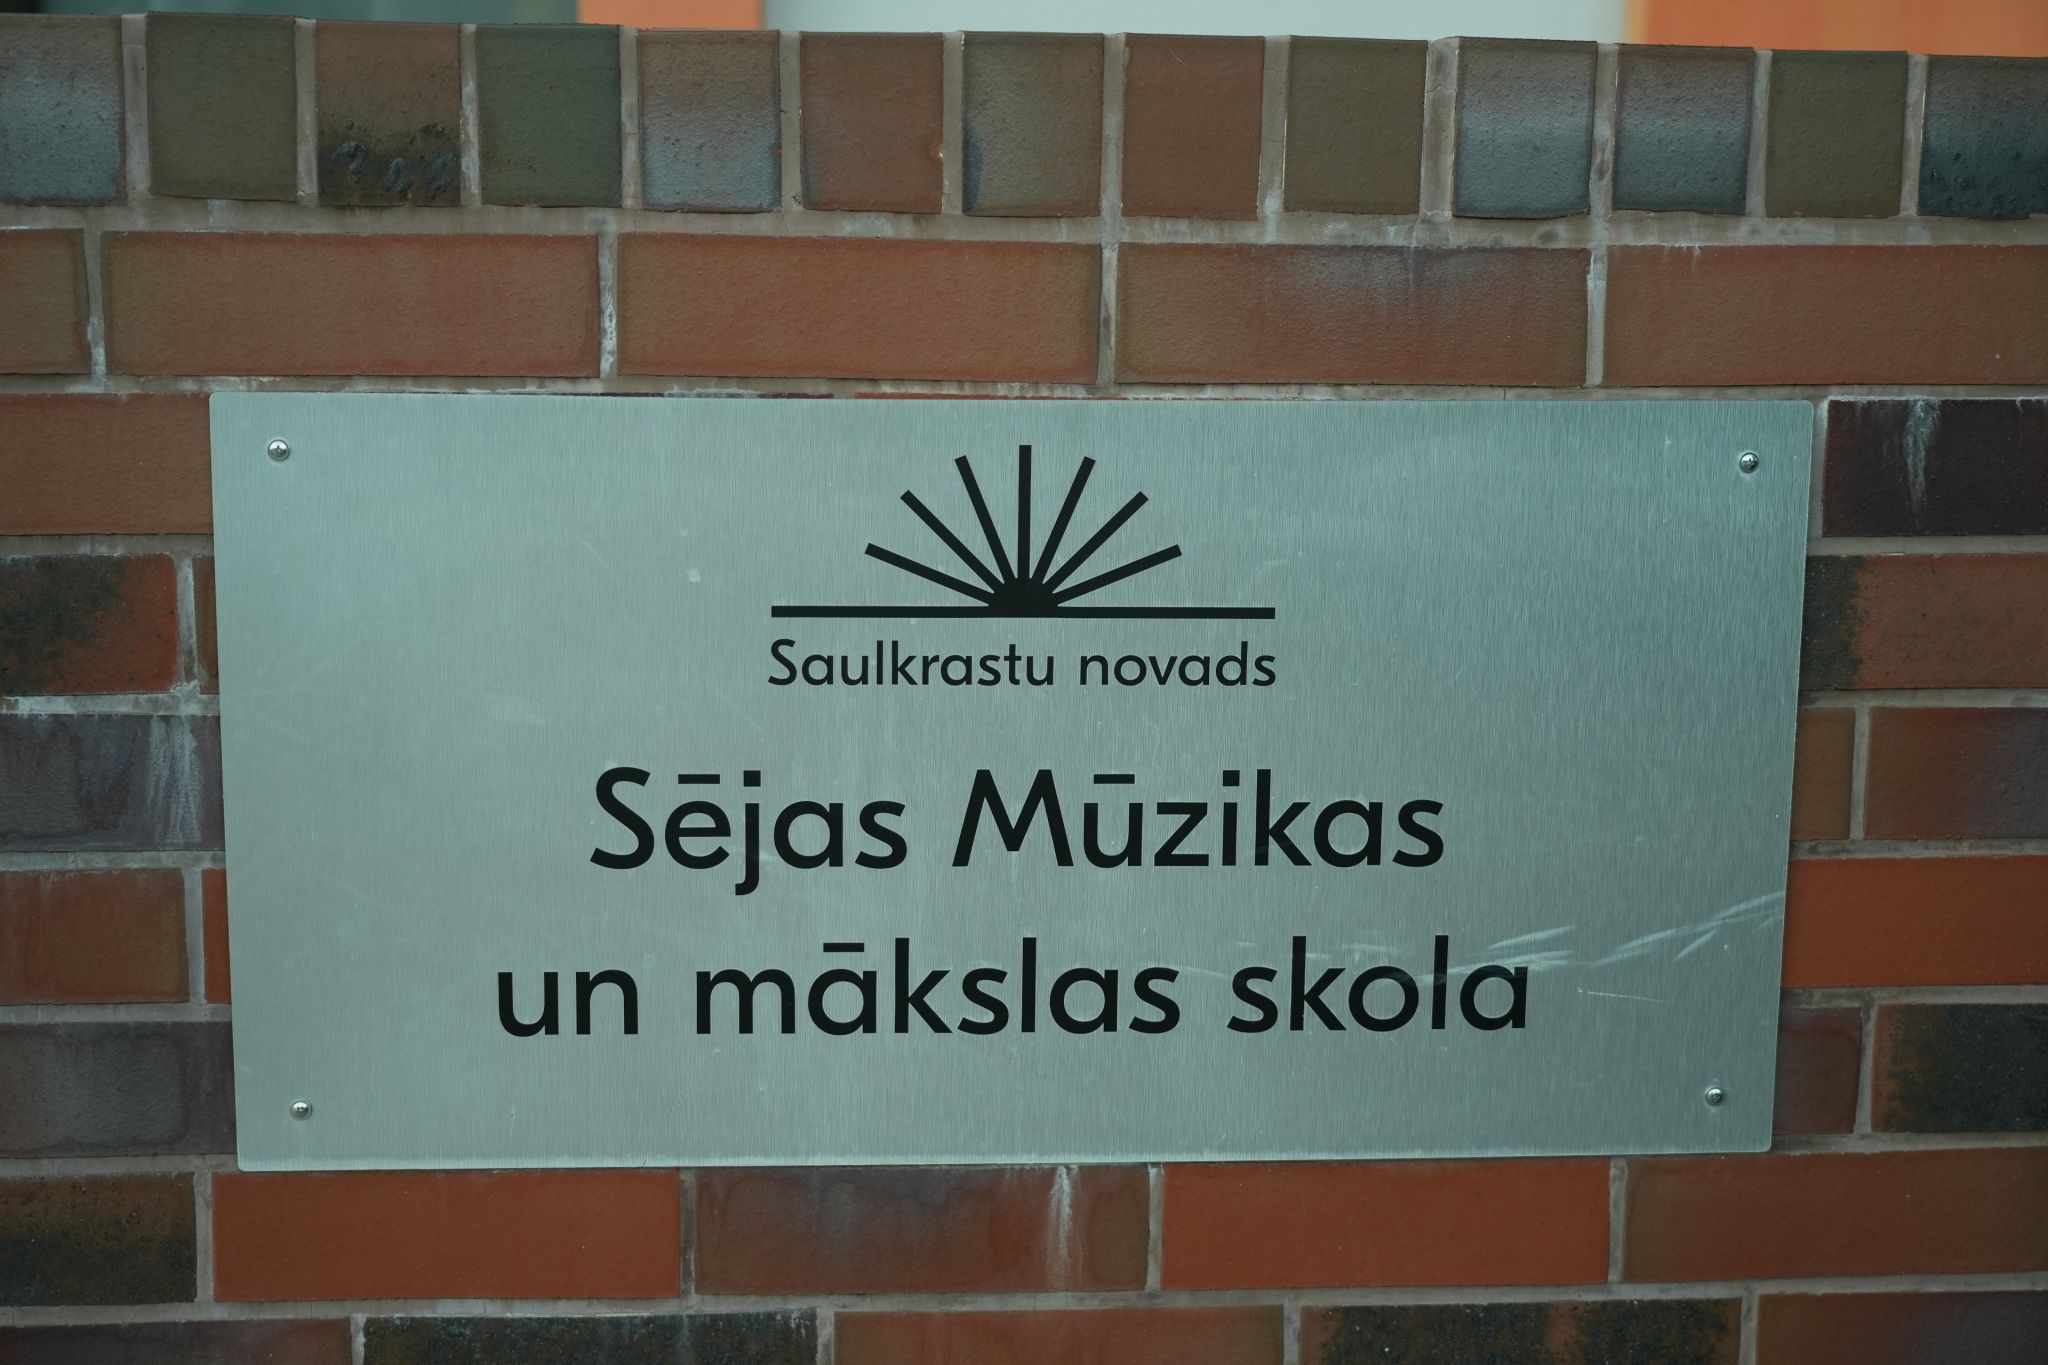 Saulkrastu novads
Sējas Mūzikas
un mākslas skola